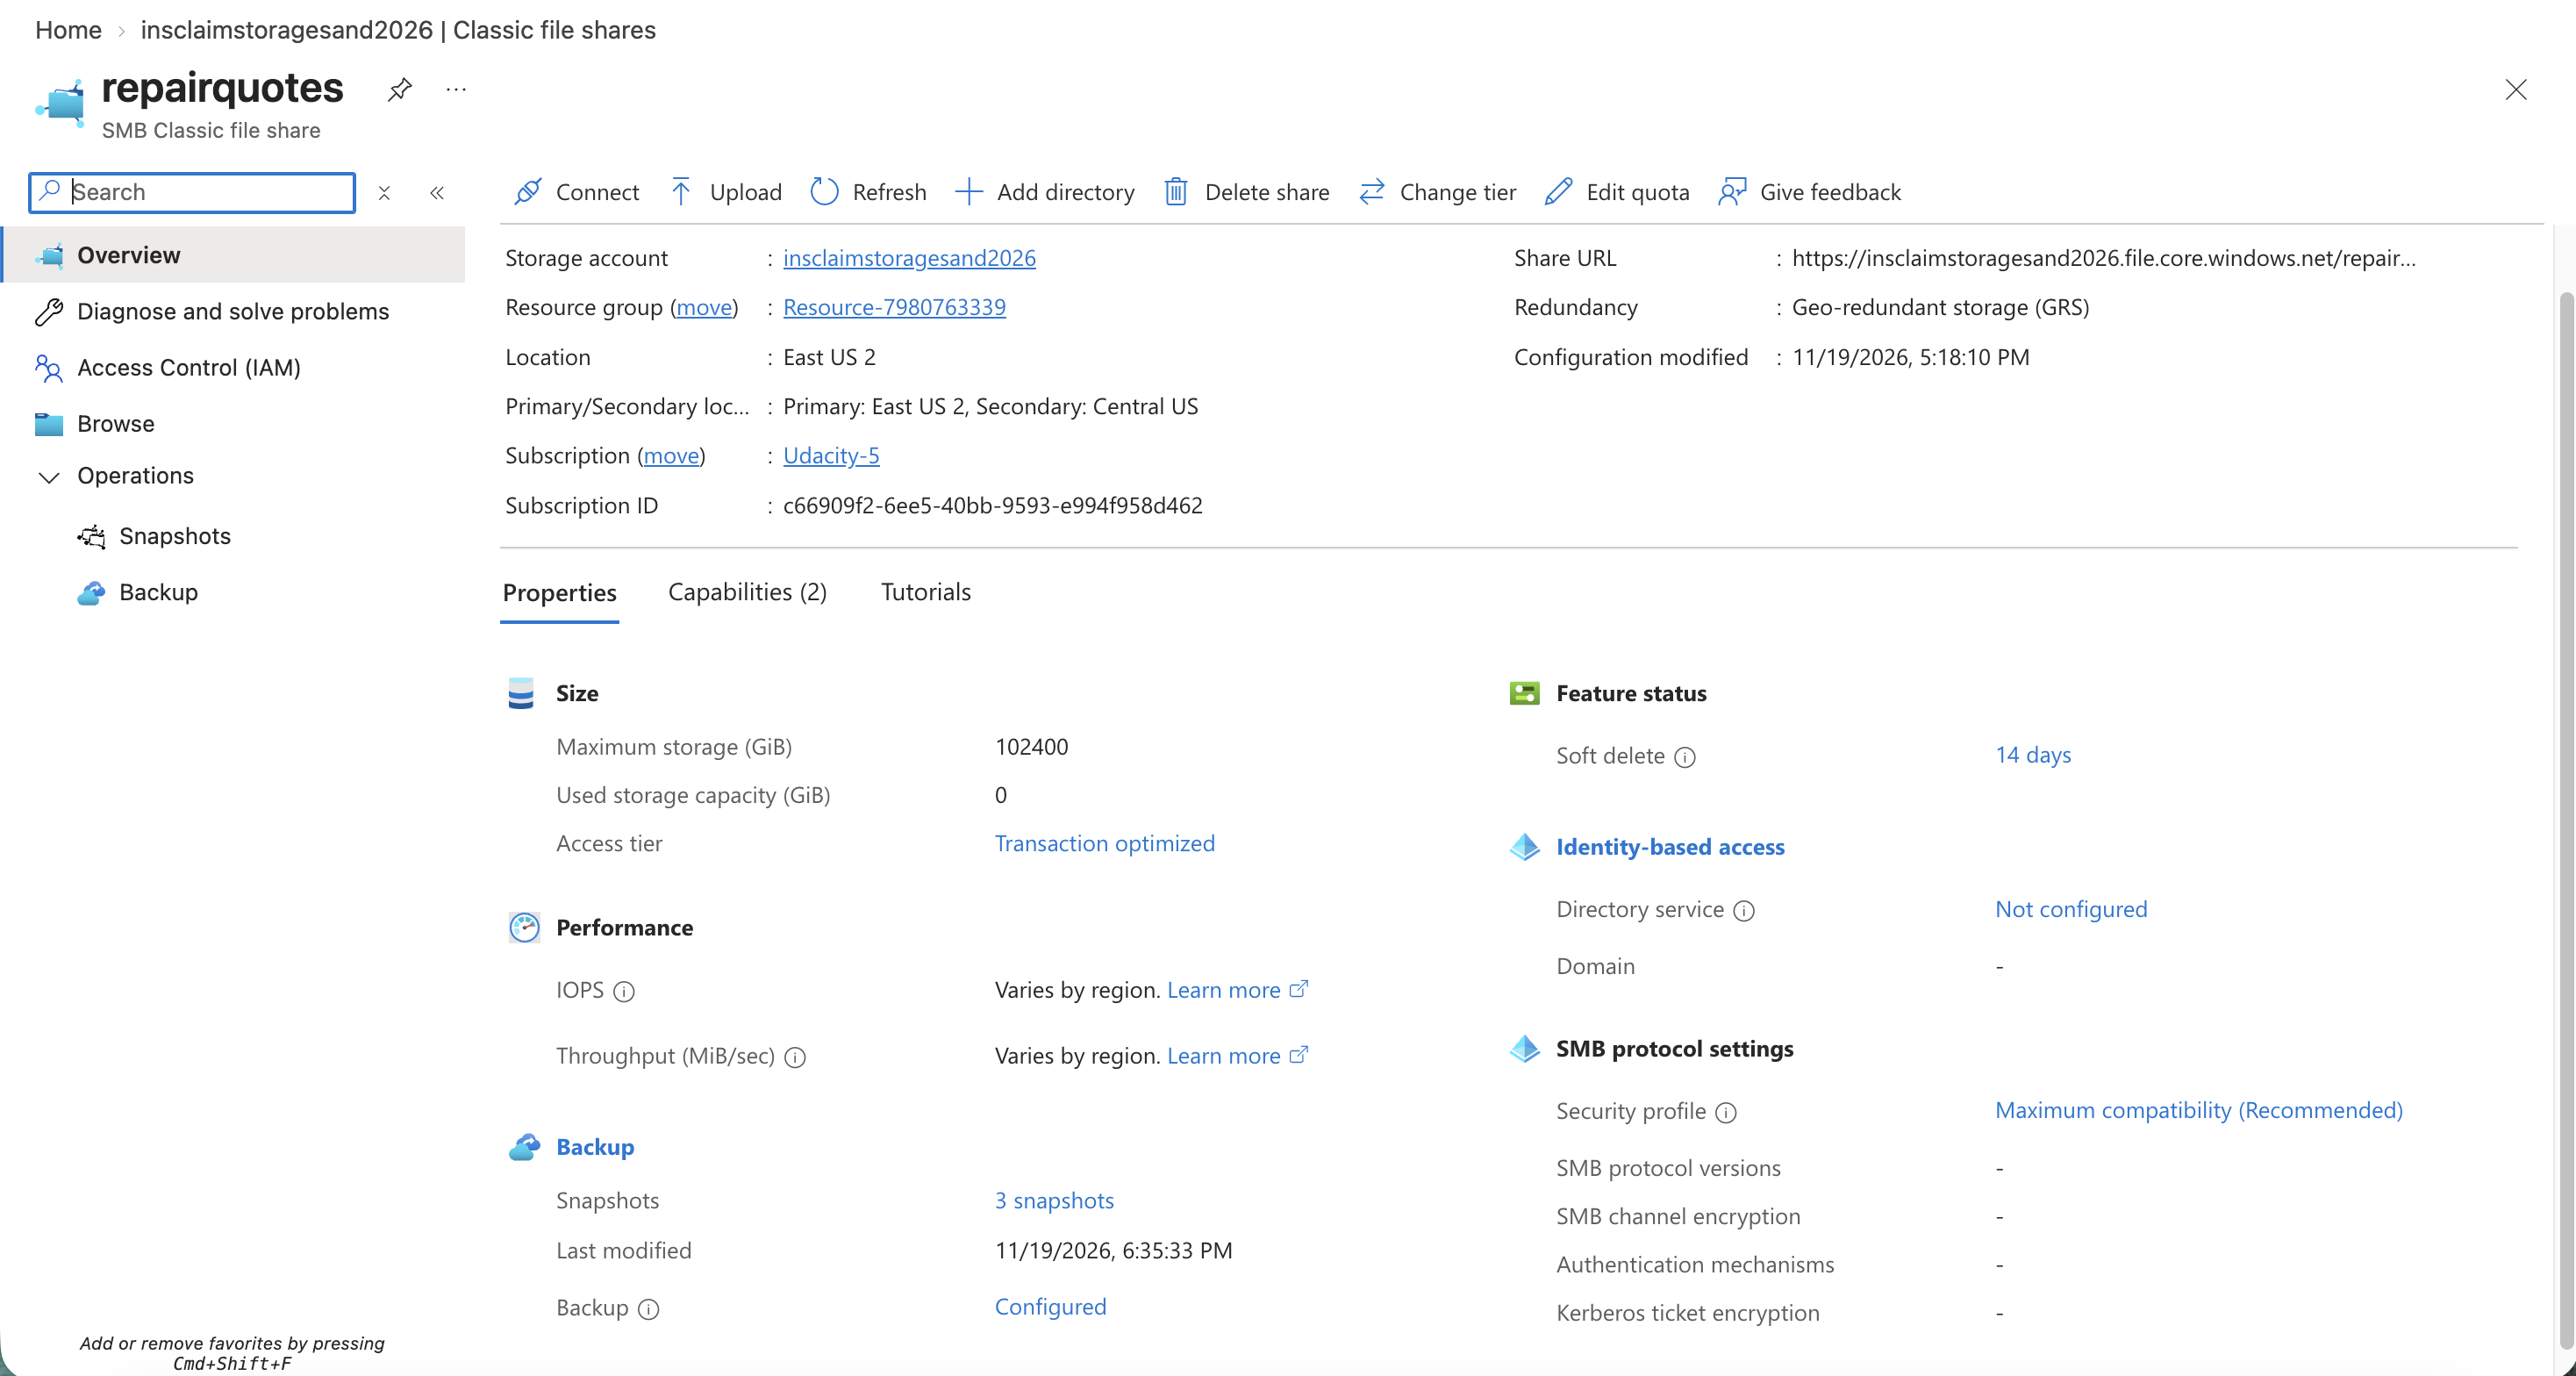 Home > insclaimstoragesand2026 | Classic file shares
repairquotes
...
SMB Classic file share
Search
Connect
Upload
Refresh
Add directory
Delete share
Change tier
Edit quota
Give feedback
Overview
Diagnose and solve problems
Access Control (IAM)
Browse
Operations
Snapshots
Backup
Add or remove favorites by pressing
Cmd+Shift+F
Storage account : insclaimstoragesand2026
Resource group (move) : Resource-7980763339
Location : East US 2
Primary/Secondary loc... : Primary: East US 2, Secondary: Central US
Subscription (move) : Udacity-5
Subscription ID : c66909f2-6ee5-40bb-9593-e994f958d462
Share URL : https://insclaimstoragesand2026.file.core.windows.net/repair...
Redundancy : Geo-redundant storage (GRS)
Configuration modified : 11/19/2026, 5:18:10 PM
Properties
Capabilities (2)
Tutorials
Size
Maximum storage (GiB) 102400
Used storage capacity (GiB) 0
Access tier Transaction optimized
Performance
IOPS Varies by region. Learn more
Throughput (MiB/sec) Varies by region. Learn more
Backup
Snapshots 3 snapshots
Last modified 11/19/2026, 6:35:33 PM
Backup Configured
Feature status
Soft delete 14 days
Identity-based access
Directory service Not configured
Domain -
SMB protocol settings
Security profile Maximum compatibility (Recommended)
SMB protocol versions -
SMB channel encryption -
Authentication mechanisms -
Kerberos ticket encryption -